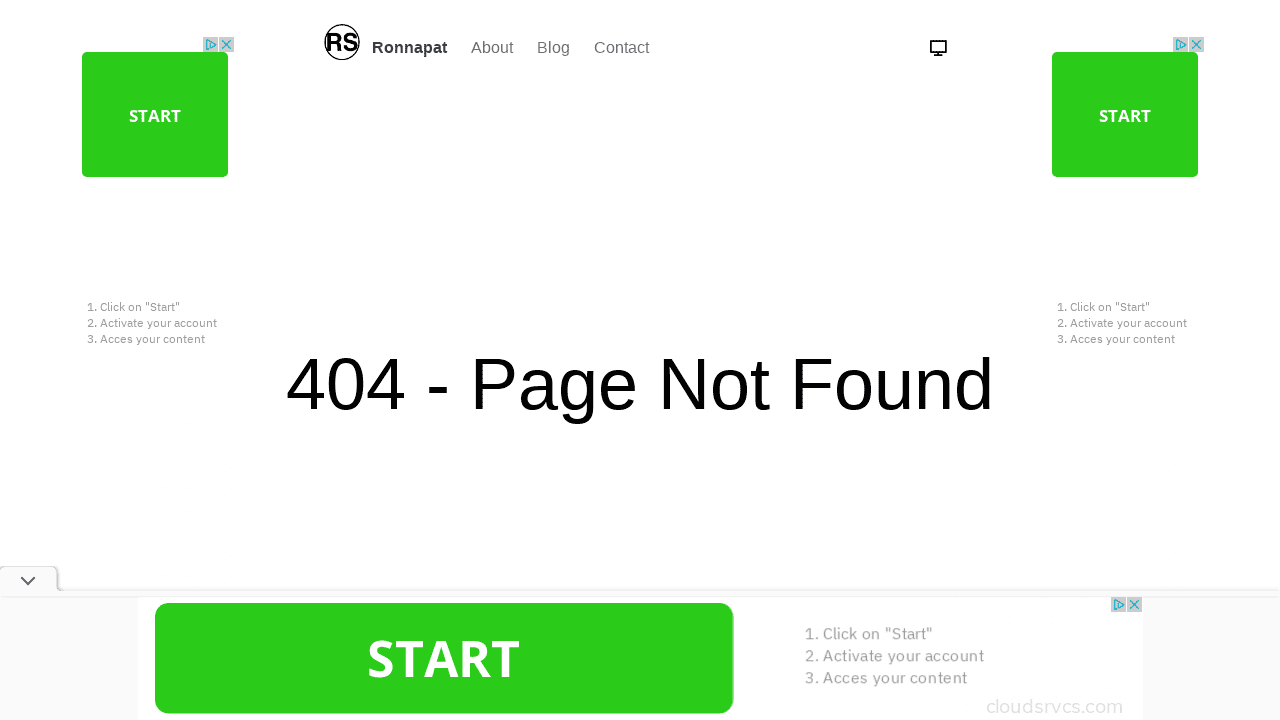 RS Ronnapat About Blog Contact
START
START
1. Click on "Start"
2. Activate your account
3. Acces your content
1. Click on "Start"
2. Activate your account
3. Acces your content
404 - Page Not Found
START
1. Click on "Start"
2. Activate your account
3. Acces your content
cloudsrvcs.com